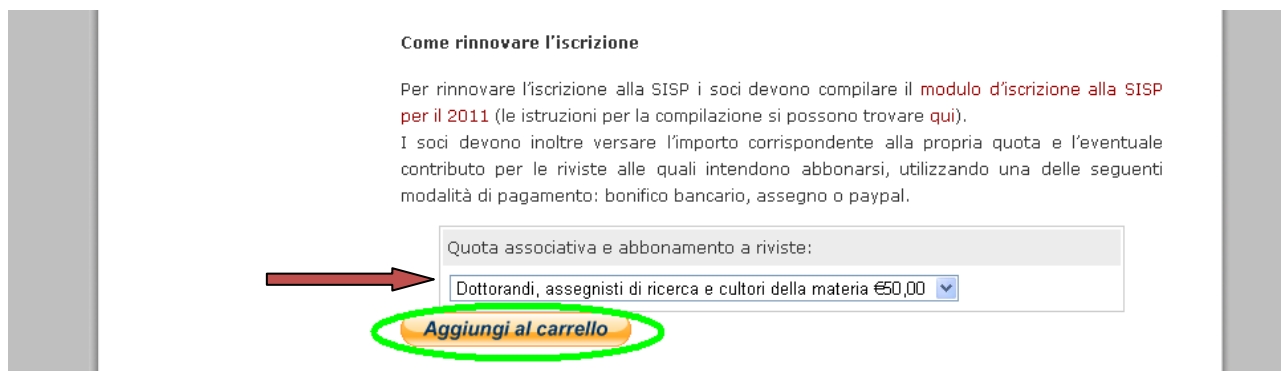 Come rinnovare l'iscrizione
Per rinnovare l'iscrizione alla SISP i soci devono compilare il modulo d'iscrizione alla SISP
per il 2011 (le istruzioni per la compilazione si possono trovare qui).
I soci devono inoltre versare l'importo corrispondente alla propria quota e l'eventuale
contributo per le riviste alle quali intendono abbonarsi, utilizzando una delle seguenti
modalità di pagamento: bonifico bancario, assegno o paypal.
Quota associativa e abbonamento a riviste:
Dottorandi, assegnisti di ricerca e cultori della materia €50,00
Aggiungi al carrello